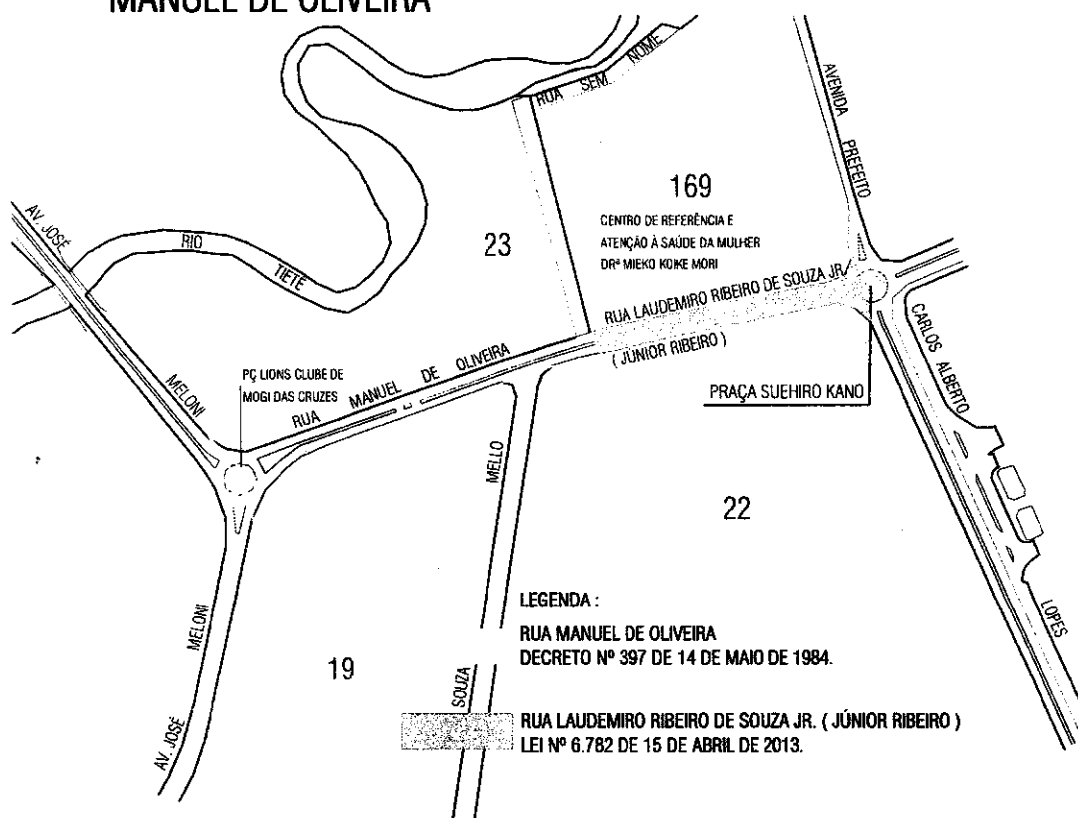 MANUEL DE OLIVEIRA
RUA SEM NOME
AVENIDA PREFEITO
169
CENTRO DE REFERÊNCIA E
ATENÇÃO À SAÚDE DA MULHER
DRª MIEKO KOIKE MORI
AV. JOSÉ
RIO
TIETÊ
23
RUA LAUDEMIRO RIBEIRO DE SOUZA JR.
( JÚNIOR RIBEIRO )
CARLOS ALBERTO
PÇ LIONS CLUBE DE
MOGI DAS CRUZES
MELONI
RUA MANUEL DE OLIVEIRA
PRAÇA SUEHIRO KANO
MELLO
22
LEGENDA :
RUA MANUEL DE OLIVEIRA
DECRETO Nº 397 DE 14 DE MAIO DE 1984.
LOPES
MELONI
19
SOUZA
AV. JOSÉ
RUA LAUDEMIRO RIBEIRO DE SOUZA JR. ( JÚNIOR RIBEIRO )
LEI Nº 6.782 DE 15 DE ABRIL DE 2013.